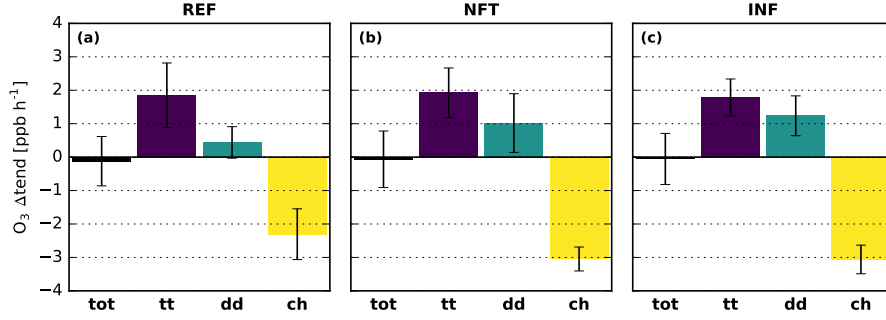 REF NFT INF
(a) (b) (c)
O₃ Δtend [ppb h⁻¹]
4
3
2
1
0
−1
−2
−3
−4
tot tt dd ch tot tt dd ch tot tt dd ch